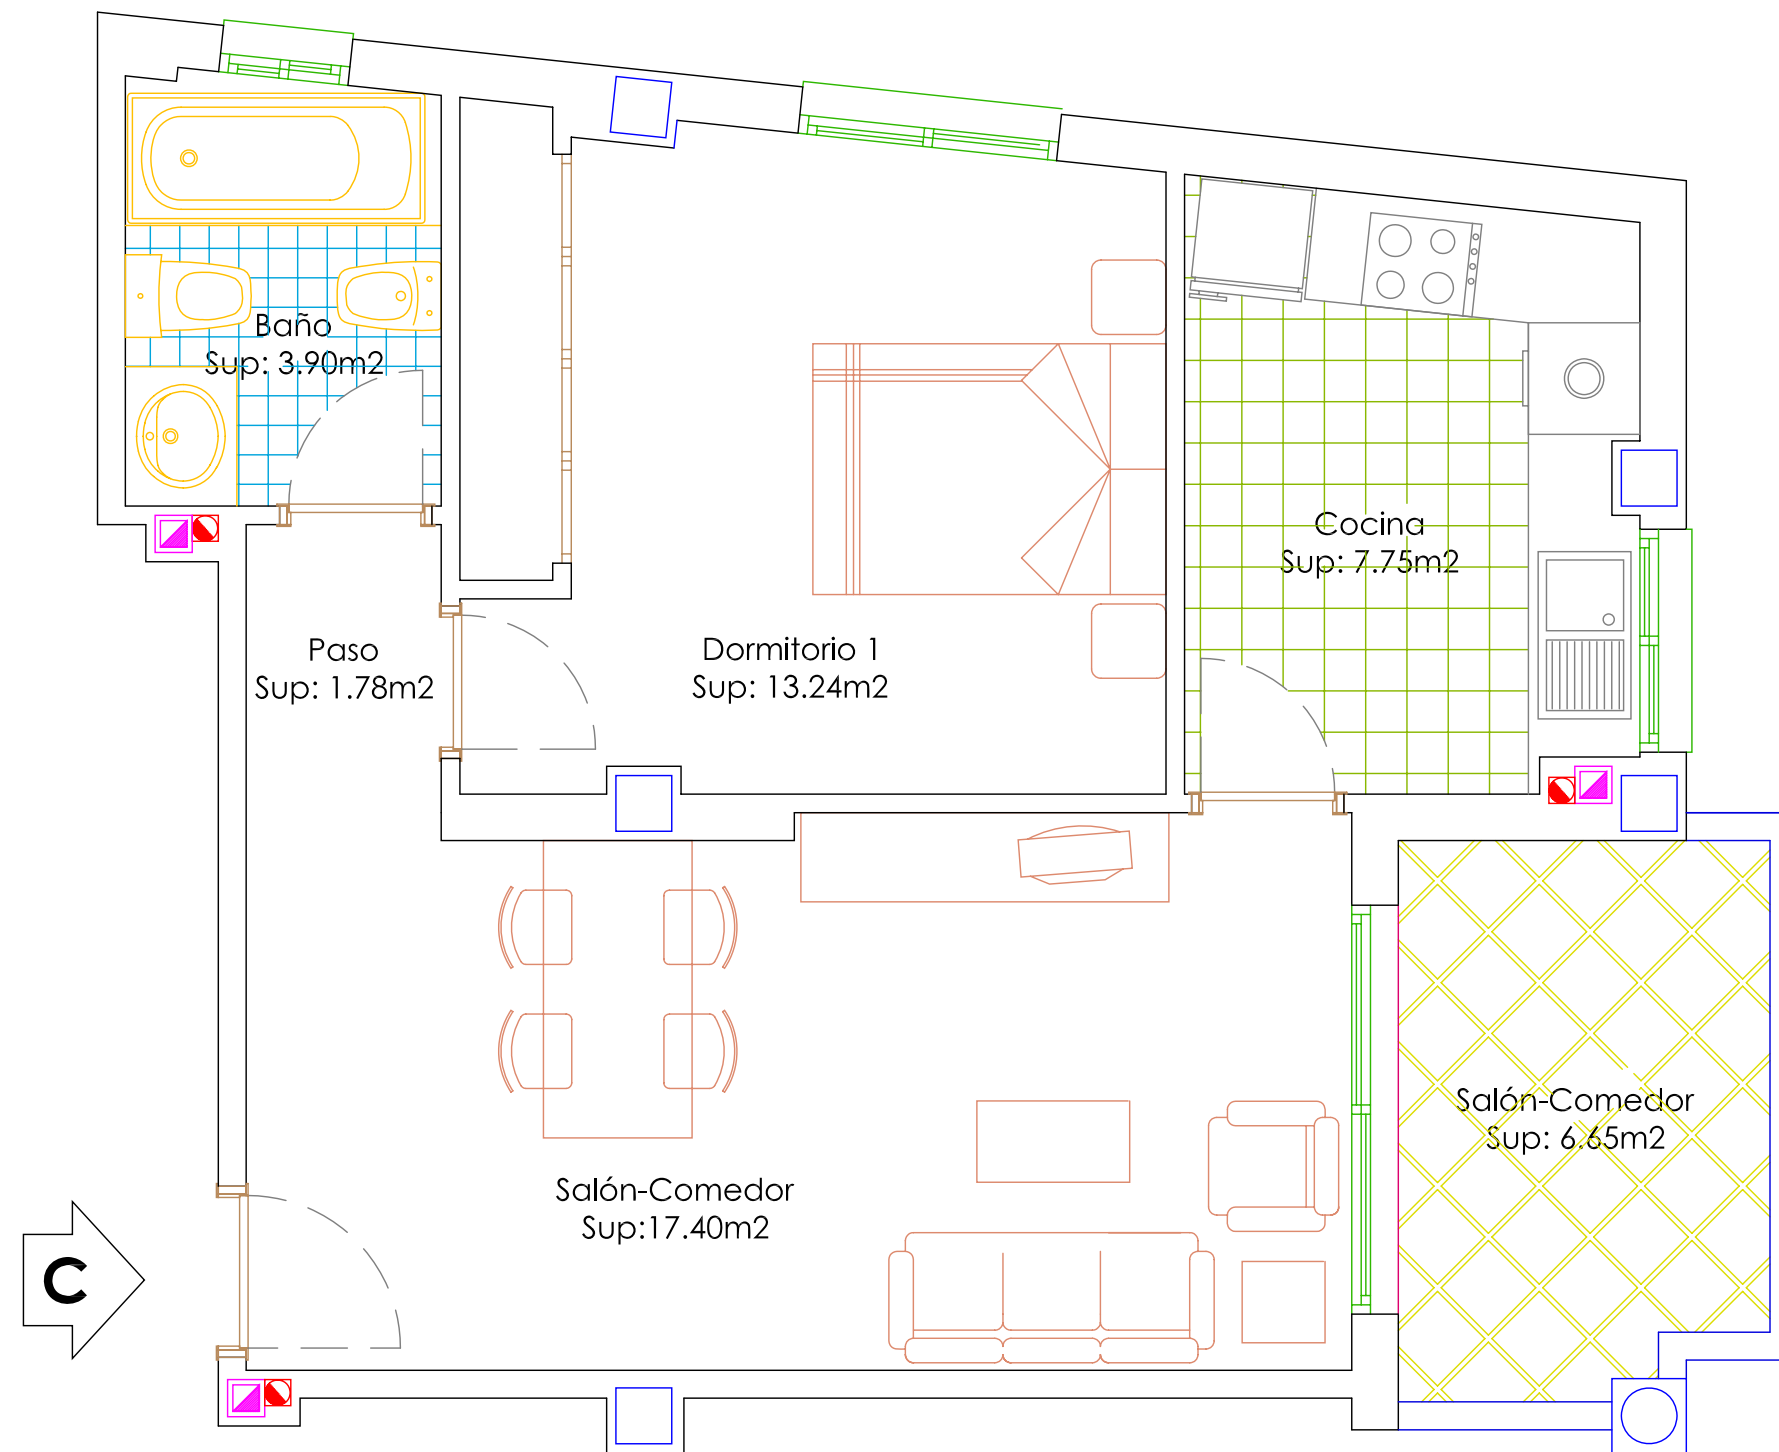 Baño
Sup: 3.90m2
Cocina
Sup: 7.75m2
Paso
Sup: 1.78m2
Dormitorio 1
Sup: 13.24m2
Salón-Comedor
Sup: 6.65m2
Salón-Comedor
Sup:17.40m2
C